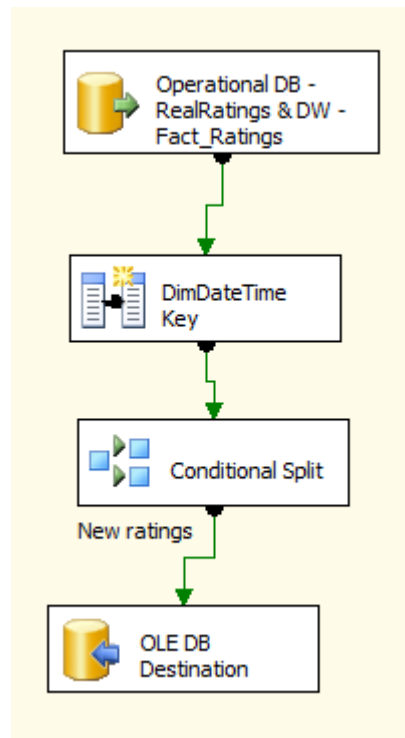 Operational DB -
RealRatings & DW -
Fact_Ratings
DimDateTime
Key
Conditional Split
New ratings
OLE DB
Destination